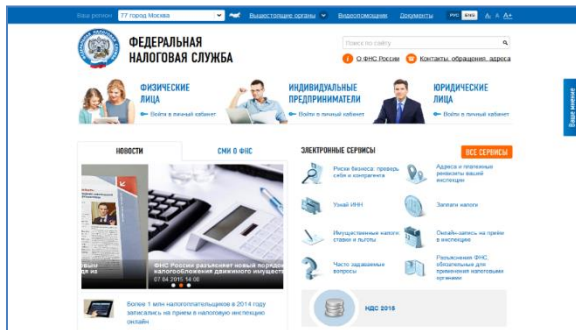 Ваш регион
77 город Москва
Вышестоящие органы
Видеопомощник
Документы
РУС ENG
A A A+
ФЕДЕРАЛЬНАЯ
НАЛОГОВАЯ СЛУЖБА
Поиск по сайту
О ФНС России
Контакты, обращения, адреса
ФИЗИЧЕСКИЕ
ЛИЦА
Войти в личный кабинет
ИНДИВИДУАЛЬНЫЕ
ПРЕДПРИНИМАТЕЛИ
Войти в личный кабинет
ЮРИДИЧЕСКИЕ
ЛИЦА
Войти в личный кабинет
Ваше мнение
НОВОСТИ
СМИ О ФНС
ФНС России разъясняет новый порядок
налогообложения движимого имущест
07.04.2015 14:06
Более 1 млн налогоплательщиков в 2014 году
записались на прием в налоговую инспекцию
онлайн
ЭЛЕКТРОННЫЕ СЕРВИСЫ
ВСЕ СЕРВИСЫ
Риски бизнеса: проверь
себя и контрагента
Адреса и платежные
реквизиты вашей
инспекции
Узнай ИНН
Заплати налоги
Имущественные налоги:
ставки и льготы
Онлайн-запись на приём
в инспекцию
Часто задаваемые
вопросы
Разъяснения ФНС,
обязательные для
применения налоговыми
органами
НДС 2015